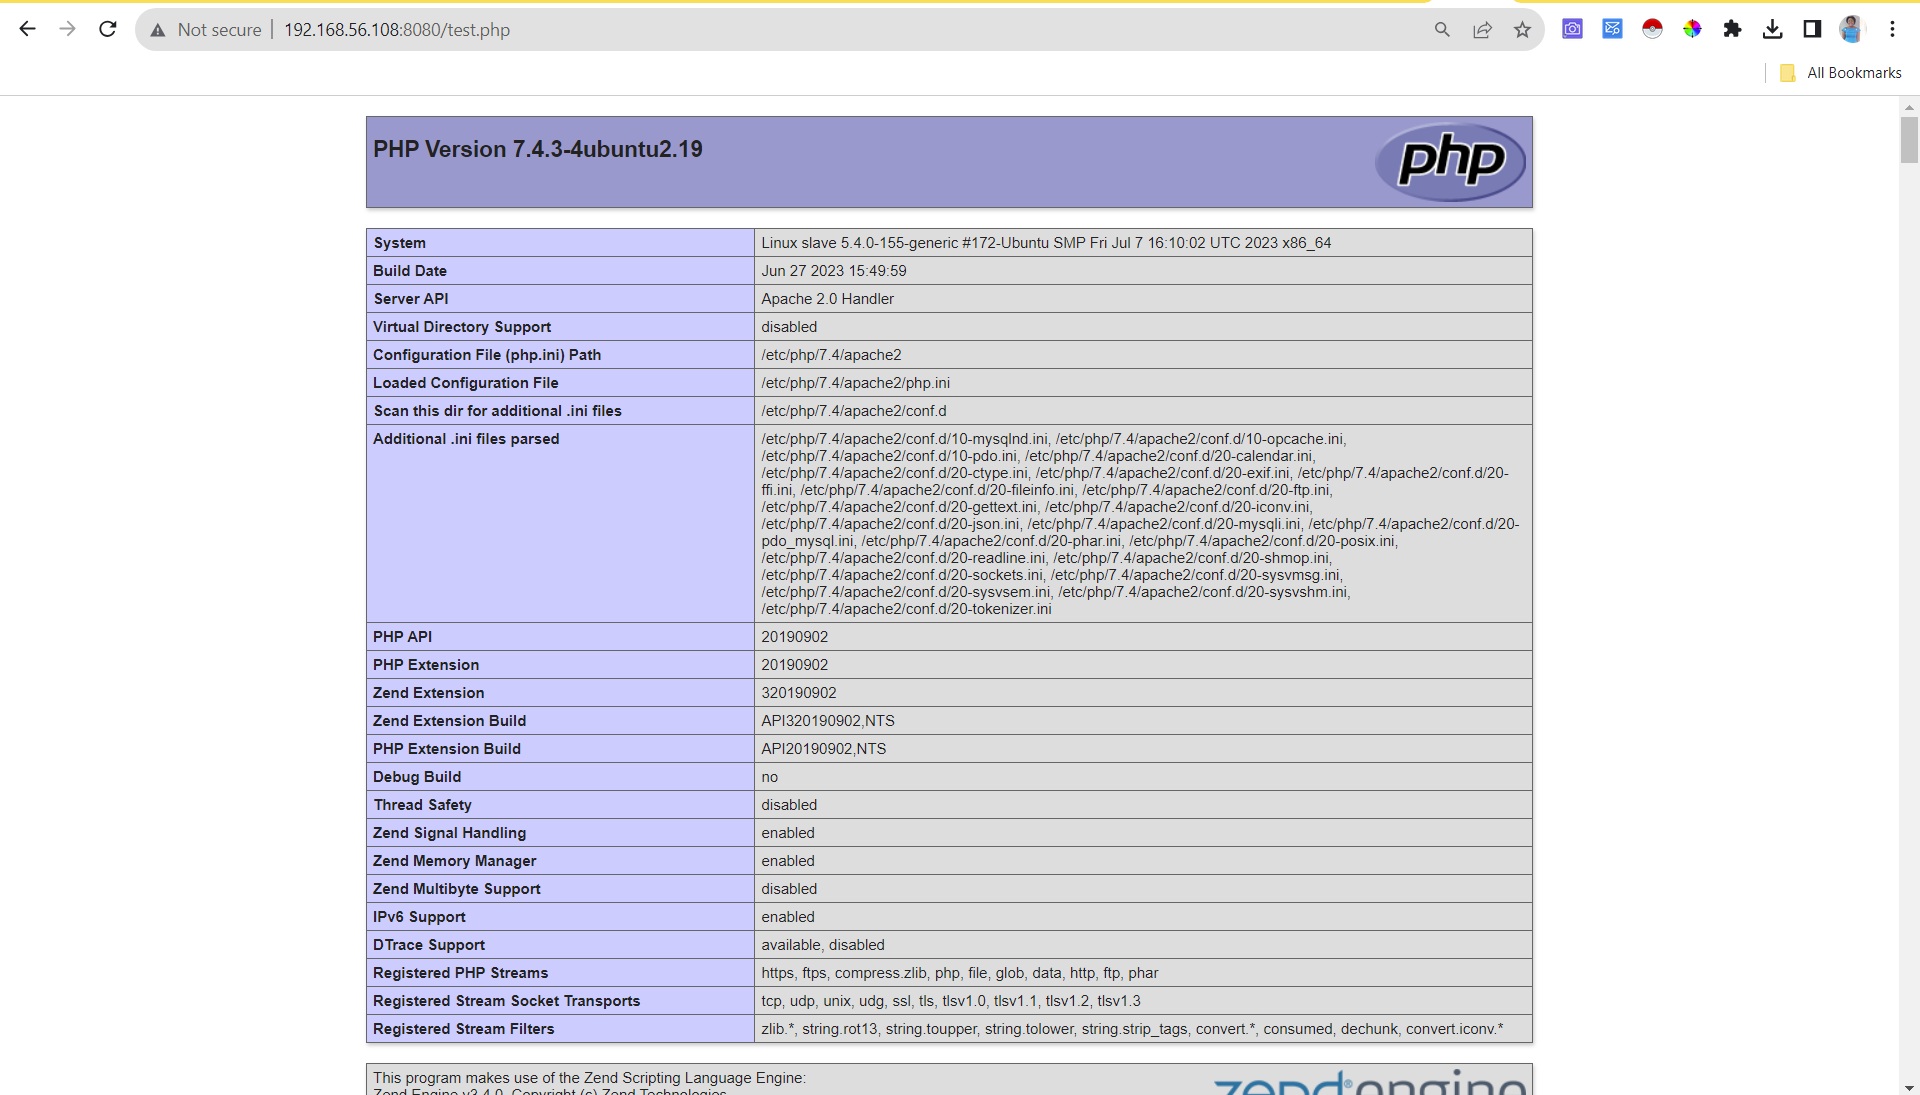 Not secure
192.168.56.108:8080/test.php
All Bookmarks
PHP Version 7.4.3-4ubuntu2.19
php
System Linux slave 5.4.0-155-generic #172-Ubuntu SMP Fri Jul 7 16:10:02 UTC 2023 x86_64
Build Date Jun 27 2023 15:49:59
Server API Apache 2.0 Handler
Virtual Directory Support disabled
Configuration File (php.ini) Path /etc/php/7.4/apache2
Loaded Configuration File /etc/php/7.4/apache2/php.ini
Scan this dir for additional .ini files /etc/php/7.4/apache2/conf.d
Additional .ini files parsed /etc/php/7.4/apache2/conf.d/10-mysqlnd.ini, /etc/php/7.4/apache2/conf.d/10-opcache.ini,
/etc/php/7.4/apache2/conf.d/10-pdo.ini, /etc/php/7.4/apache2/conf.d/20-calendar.ini,
/etc/php/7.4/apache2/conf.d/20-ctype.ini, /etc/php/7.4/apache2/conf.d/20-exif.ini, /etc/php/7.4/apache2/conf.d/20-
ffi.ini, /etc/php/7.4/apache2/conf.d/20-fileinfo.ini, /etc/php/7.4/apache2/conf.d/20-ftp.ini,
/etc/php/7.4/apache2/conf.d/20-gettext.ini, /etc/php/7.4/apache2/conf.d/20-iconv.ini,
/etc/php/7.4/apache2/conf.d/20-json.ini, /etc/php/7.4/apache2/conf.d/20-mysqli.ini, /etc/php/7.4/apache2/conf.d/20-
pdo_mysql.ini, /etc/php/7.4/apache2/conf.d/20-phar.ini, /etc/php/7.4/apache2/conf.d/20-posix.ini,
/etc/php/7.4/apache2/conf.d/20-readline.ini, /etc/php/7.4/apache2/conf.d/20-shmop.ini,
/etc/php/7.4/apache2/conf.d/20-sockets.ini, /etc/php/7.4/apache2/conf.d/20-sysvmsg.ini,
/etc/php/7.4/apache2/conf.d/20-sysvsem.ini, /etc/php/7.4/apache2/conf.d/20-sysvshm.ini,
/etc/php/7.4/apache2/conf.d/20-tokenizer.ini
PHP API 20190902
PHP Extension 20190902
Zend Extension 320190902
Zend Extension Build API320190902,NTS
PHP Extension Build API20190902,NTS
Debug Build no
Thread Safety disabled
Zend Signal Handling enabled
Zend Memory Manager enabled
Zend Multibyte Support disabled
IPv6 Support enabled
DTrace Support available, disabled
Registered PHP Streams https, ftps, compress.zlib, php, file, glob, data, http, ftp, phar
Registered Stream Socket Transports tcp, udp, unix, udg, ssl, tls, tlsv1.0, tlsv1.1, tlsv1.2, tlsv1.3
Registered Stream Filters zlib.*, string.rot13, string.toupper, string.tolower, string.strip_tags, convert.*, consumed, dechunk, convert.iconv.*
This program makes use of the Zend Scripting Language Engine:
Zend Engine v3.4.0, Copyright (c) Zend Technologies
zend® engine